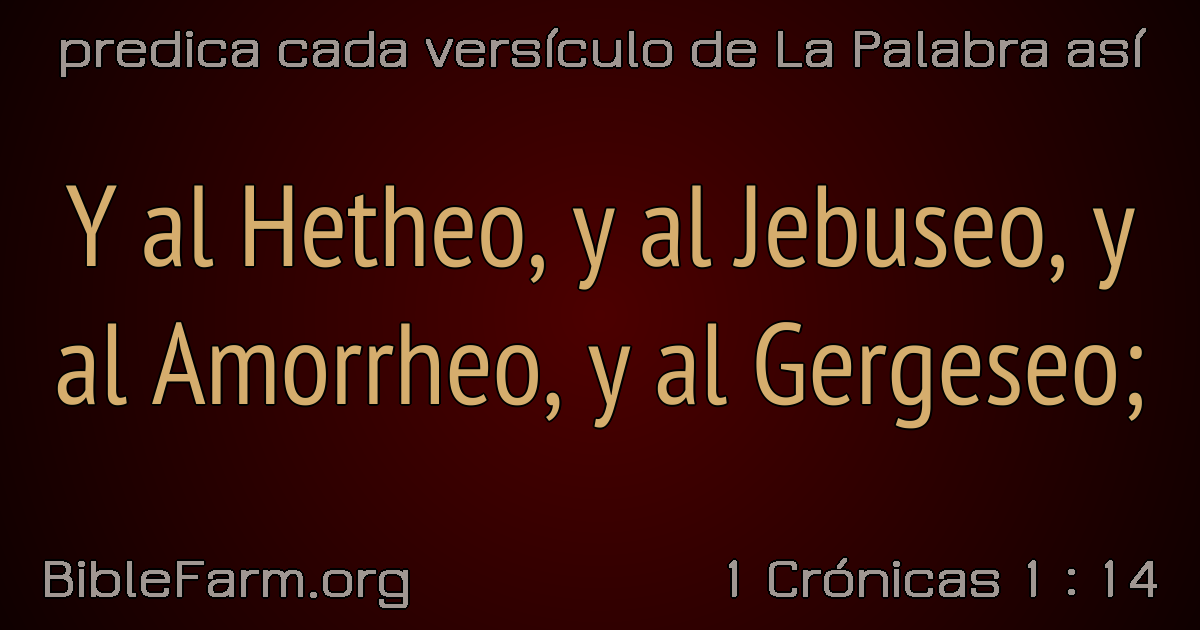 predica cada versículo de La Palabra así
Y al Hetheo, y al Jebuseo, y
al Amorrheo, y al Gergeseo;
BibleFarm.org
1 Crónicas 1 : 14